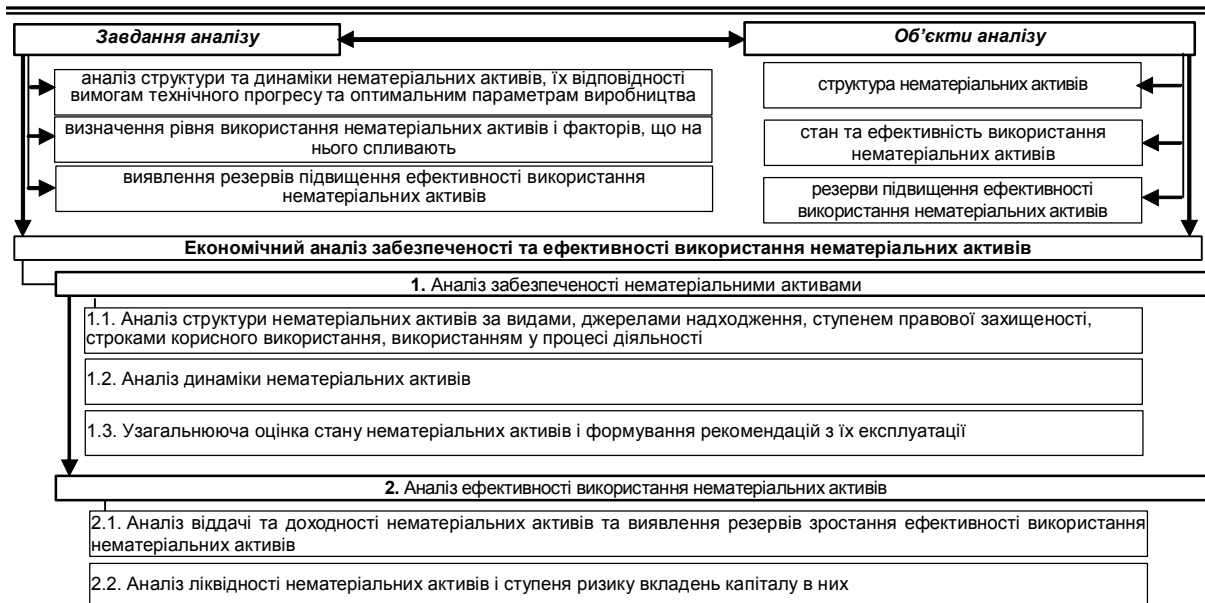 Завдання аналізу
Об’єкти аналізу
аналіз структури та динаміки нематеріальних активів, їх відповідності
вимогам технічного прогресу та оптимальним параметрам виробництва
визначення рівня використання нематеріальних активів і факторів, що на
нього спливають
виявлення резервів підвищення ефективності використання
нематеріальних активів
структура нематеріальних активів
стан та ефективність використання
нематеріальних активів
резерви підвищення ефективності
використання нематеріальних активів
Економічний аналіз забезпеченості та ефективності використання нематеріальних активів
1. Аналіз забезпеченості нематеріальними активами
1.1. Аналіз структури нематеріальних активів за видами, джерелами надходження, ступенем правової захищеності,
строками корисного використання, використанням у процесі діяльності
1.2. Аналіз динаміки нематеріальних активів
1.3. Узагальнююча оцінка стану нематеріальних активів і формування рекомендацій з їх експлуатації
2. Аналіз ефективності використання нематеріальних активів
2.1. Аналіз віддачі та доходності нематеріальних активів та виявлення резервів зростання ефективності використання
нематеріальних активів
2.2. Аналіз ліквідності нематеріальних активів і ступеня ризику вкладень капіталу в них